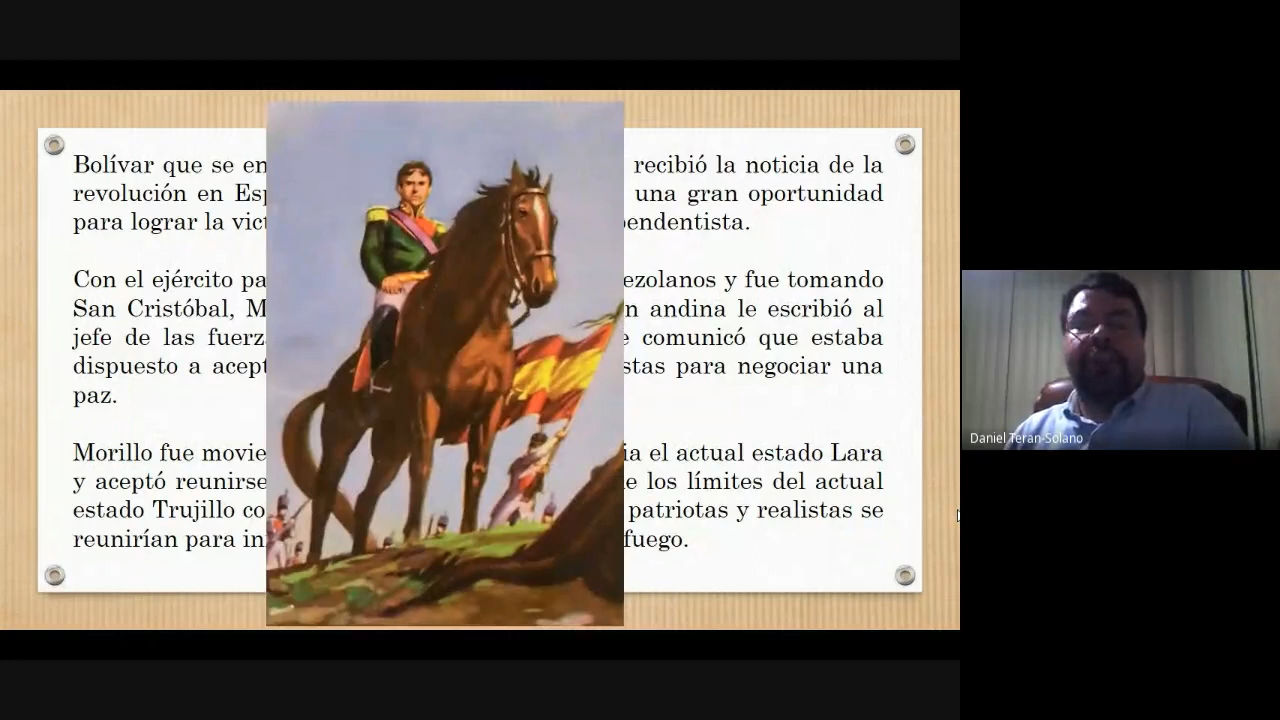 Bolívar que se en recibió la noticia de la
revolución en Esp una gran oportunidad
para lograr la vict pendentista.
Con el ejército pa ezolanos y fue tomando
San Cristóbal, M n andina le escribió al
jefe de las fuerz e comunicó que estaba
dispuesto a acept stas para negociar una
paz.
Morillo fue movie ia el actual estado Lara
y aceptó reunirse e los límites del actual
estado Trujillo co patriotas y realistas se
reunirían para in fuego.
Daniel Teran-Solano